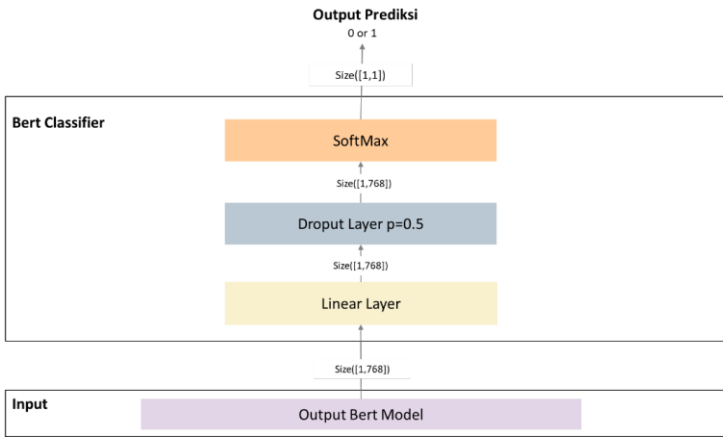 Output Prediksi
0 or 1
Size([1,1])
Bert Classifier
SoftMax
Size([1,768])
Droput Layer p=0.5
Size([1,768])
Linear Layer
Size([1,768])
Input
Output Bert Model